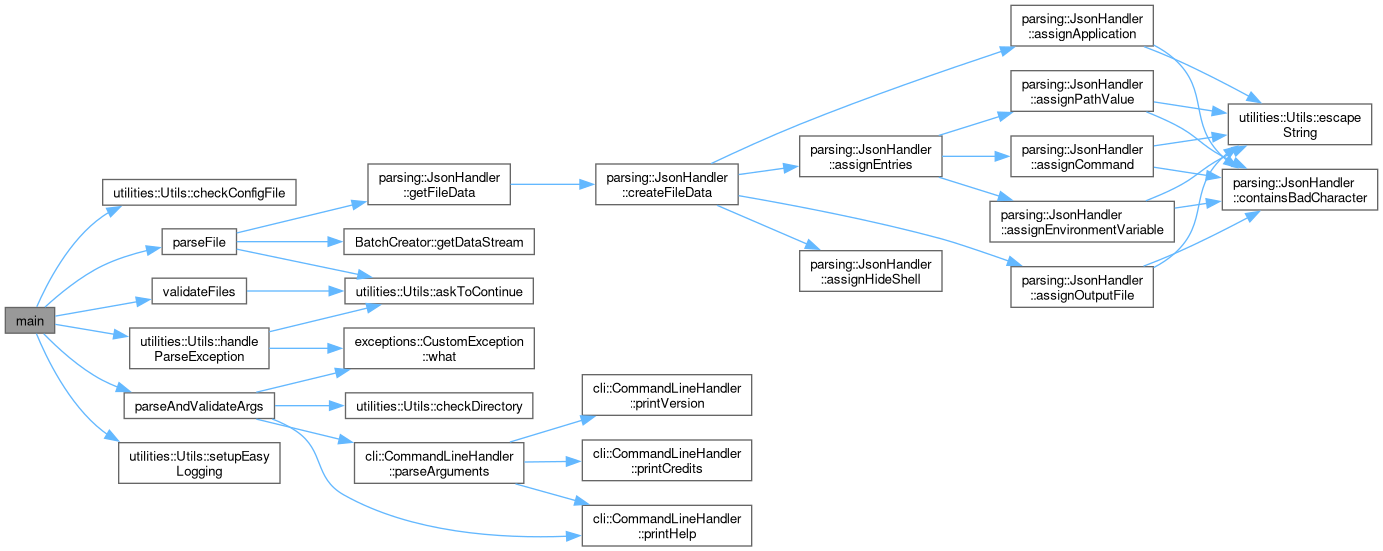 main
utilities::Utils::checkConfigFile
parseFile
validateFiles
utilities::Utils::handle
ParseException
parseAndValidateArgs
utilities::Utils::setupEasy
Logging
parsing::JsonHandler
::getFileData
BatchCreator::getDataStream
utilities::Utils::askToContinue
exceptions::CustomException
::what
utilities::Utils::checkDirectory
cli::CommandLineHandler
::parseArguments
parsing::JsonHandler
::createFileData
cli::CommandLineHandler
::printVersion
cli::CommandLineHandler
::printCredits
cli::CommandLineHandler
::printHelp
parsing::JsonHandler
::assignEntries
parsing::JsonHandler
::assignHideShell
parsing::JsonHandler
::assignApplication
parsing::JsonHandler
::assignPathValue
parsing::JsonHandler
::assignCommand
parsing::JsonHandler
::assignEnvironmentVariable
parsing::JsonHandler
::assignOutputFile
utilities::Utils::escape
String
parsing::JsonHandler
::containsBadCharacter